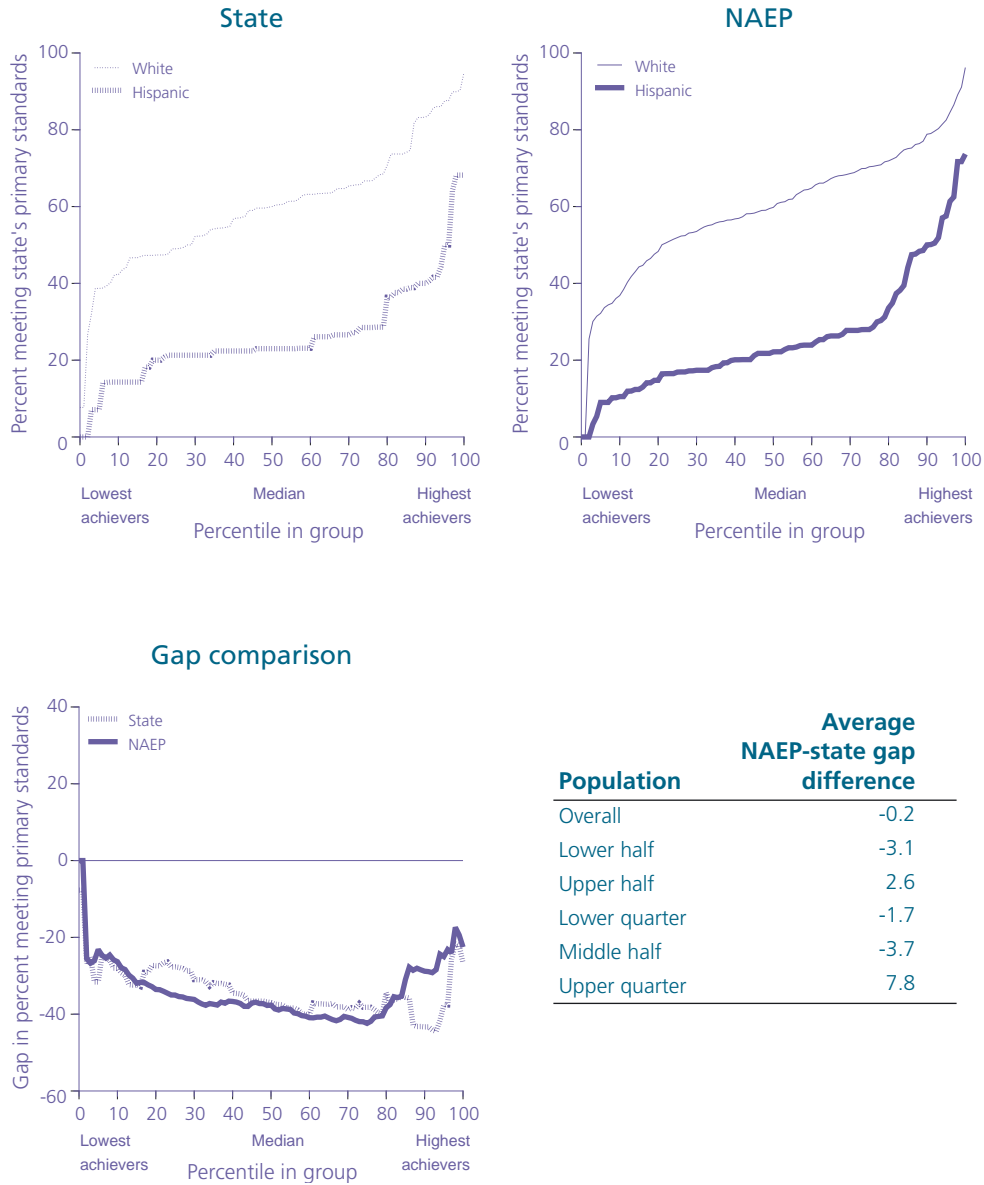 State
Percent meeting state's primary standards
100
80
60
40
20
0
White
Hispanic
0 10 20 30 40 50 60 70 80 90 100
Lowest achievers
Median
Highest achievers
Percentile in group
NAEP
Percent meeting state's primary standards
100
80
60
40
20
0
White
Hispanic
0 10 20 30 40 50 60 70 80 90 100
Lowest achievers
Median
Highest achievers
Percentile in group
Gap comparison
Gap in percent meeting primary standards
40
20
0
-20
-40
-60
State
NAEP
0 10 20 30 40 50 60 70 80 90 100
Lowest achievers
Median
Highest achievers
Percentile in group
Average
NAEP-state gap
Population difference
Overall -0.2
Lower half -3.1
Upper half 2.6
Lower quarter -1.7
Middle half -3.7
Upper quarter 7.8